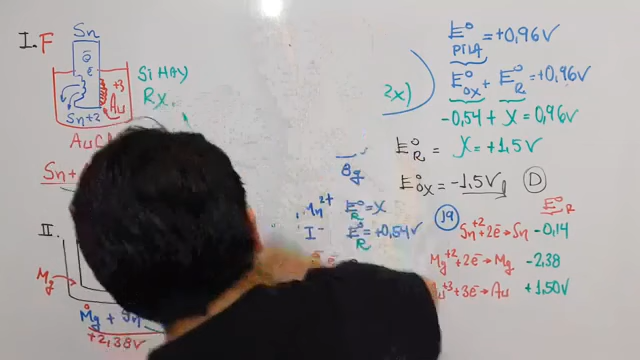 I. F
Sn
e⁻
Sn+2
+3
Au
AuCl
Si HAY
Rx.
Sn +
II.
Mg
Mg + Sn
+2,38V
2x)
8g
Mn²⁺ E°R = X
I⁻ E°R = +0,54V
E°PILA = +0,96V
E°OX + E°R = +0,96V
-0,54 + X = 0,96V
E°R = X = +1,5V
E°OX = -1,5V D
19 E°R
Sn+2 + 2e⁻ → Sn -0,14
Mg+2 + 2e⁻ → Mg -2,38
Au+3 + 3e⁻ → Au +1,50V